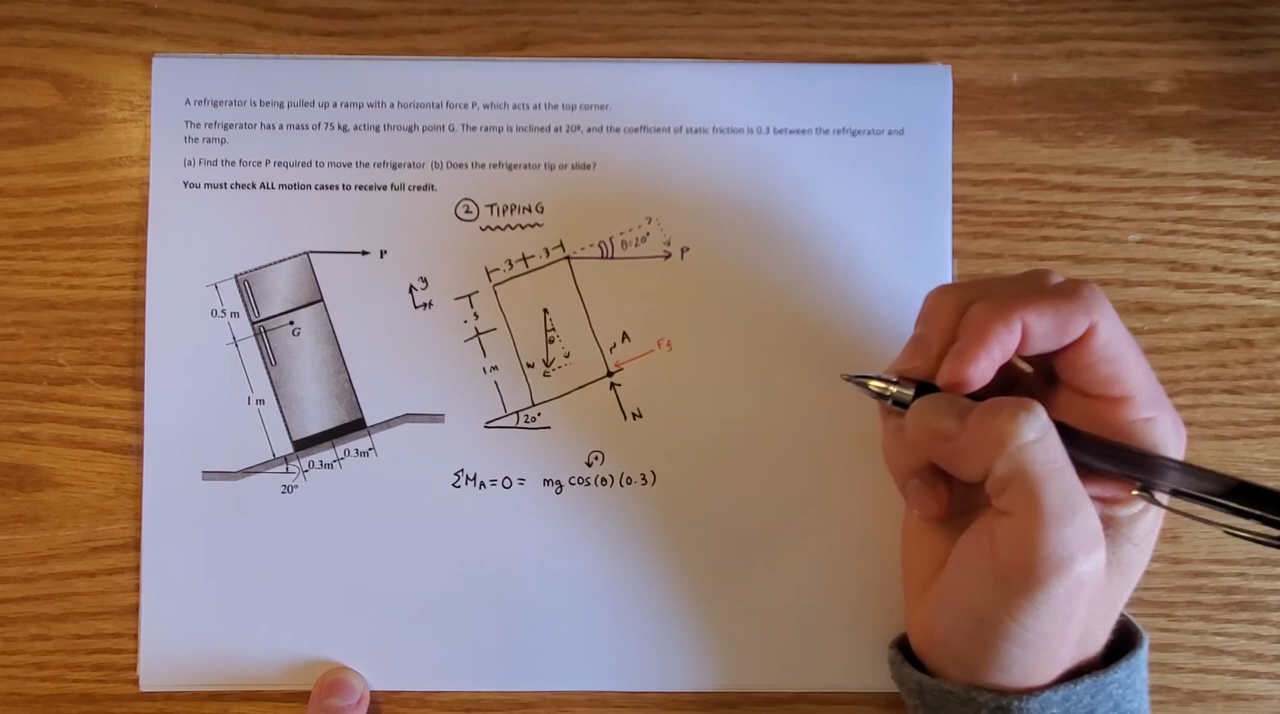 A refrigerator is being pulled up a ramp with a horizontal force P, which acts at the top corner.
The refrigerator has a mass of 75 kg, acting through point G. The ramp is inclined at 20º, and the coefficient of static friction is 0.3 between the refrigerator and
the ramp.
(a) Find the force P required to move the refrigerator (b) Does the refrigerator tip or slide?
You must check ALL motion cases to receive full credit.
② TIPPING
P
0.5 m
G
1 m
0.3m
0.3m
20°
y
x
.3
.3
θ=20°
P
.5
1m
θ
W
A
Ff
N
20°
ΣMA=0= mg cos(θ)(0.3)
+